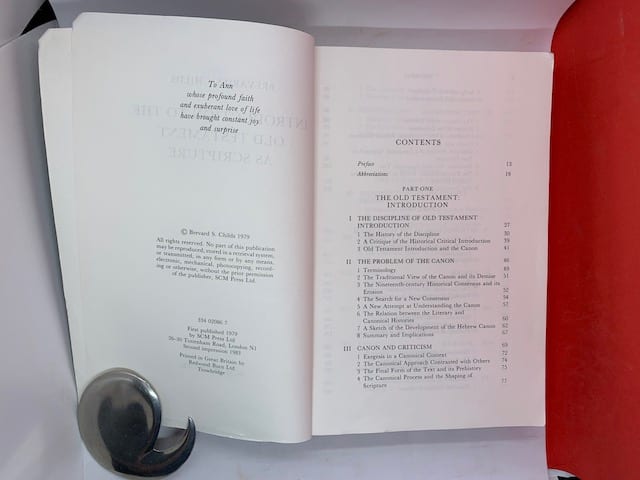 To Ann
whose profound faith
and exuberant love of life
have brought constant joy
and surprise
© Brevard S. Childs 1979
All rights reserved. No part of this publication
may be reproduced, stored in a retrieval system,
or transmitted, in any form or by any means,
electronic, mechanical, photocopying, record-
ing or otherwise, without the prior permission
of the publisher, SCM Press Ltd.
334 02086 7
First published 1979
by SCM Press Ltd
26-30 Tottenham Road, London N1
Second impression 1983
Printed in Great Britain by
Redwood Burn Ltd
Trowbridge
CONTENTS
Preface 13
Abbreviations 18
PART ONE
THE OLD TESTAMENT:
INTRODUCTION
I THE DISCIPLINE OF OLD TESTAMENT
INTRODUCTION 27
1 The History of the Discipline 30
2 A Critique of the Historical Critical Introduction 39
3 Old Testament Introduction and the Canon 41
II THE PROBLEM OF THE CANON 46
1 Terminology 49
2 The Traditional View of the Canon and its Demise 51
3 The Nineteenth-century Historical Consensus and its
Erosion 52
4 The Search for a New Consensus 54
5 A New Attempt at Understanding the Canon 57
6 The Relation between the Literary and
Canonical Histories 60
7 A Sketch of the Development of the Hebrew Canon 62
8 Summary and Implications 67
III CANON AND CRITICISM 69
1 Exegesis in a Canonical Context 72
2 The Canonical Approach Contrasted with Others 74
3 The Final Form of the Text and its Prehistory 75
4 The Canonical Process and the Shaping of
Scripture 77